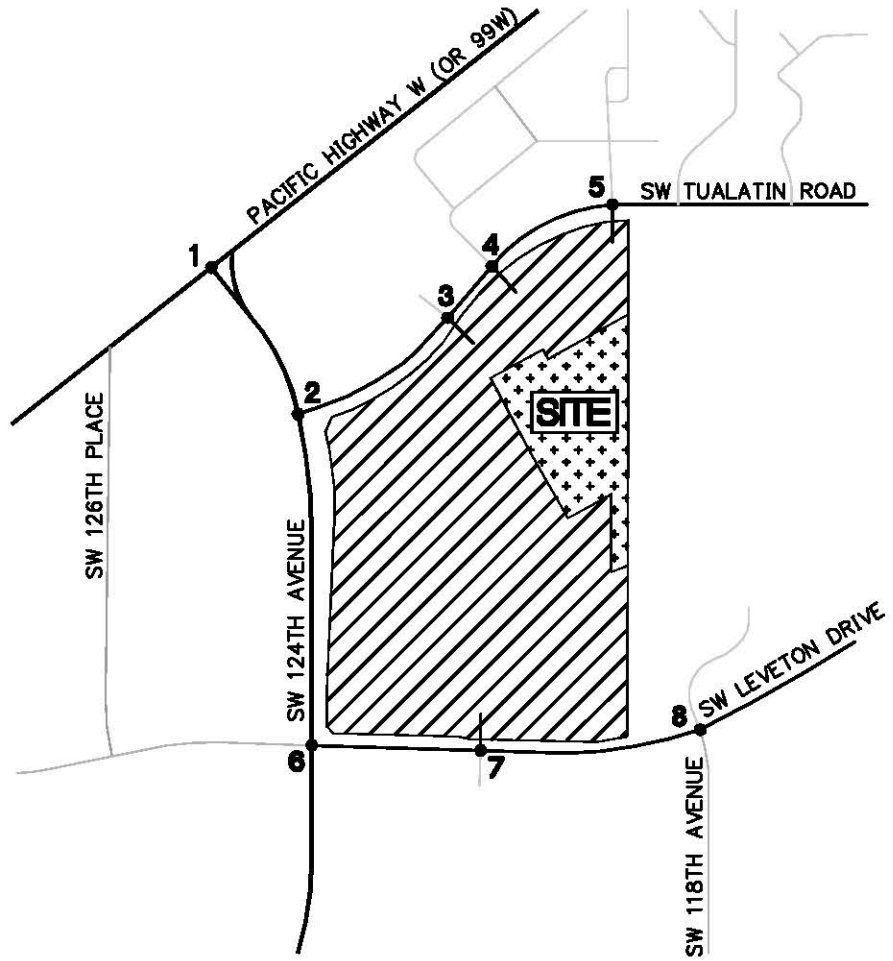 PACIFIC HIGHWAY W (OR 99W)
5
SW TUALATIN ROAD
1
4
3
2
SITE
SW 126TH PLACE
SW 124TH AVENUE
SW LEVETON DRIVE
8
6
7
SW 118TH AVENUE